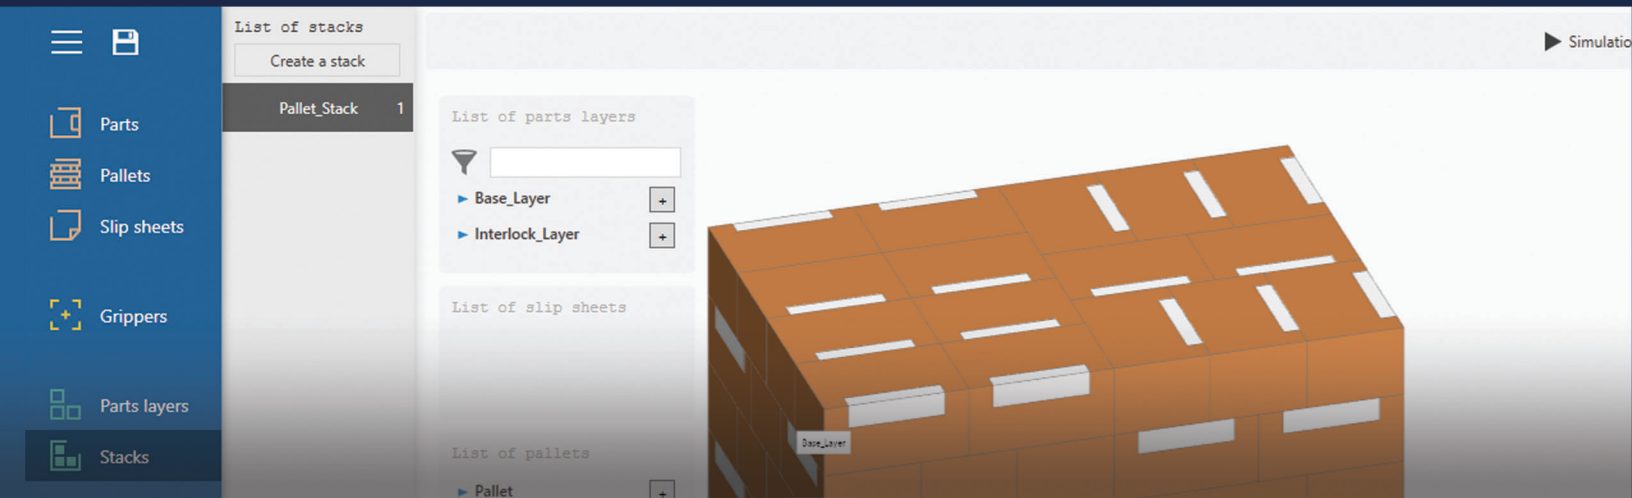 Parts
Pallets
Slip sheets
Grippers
Parts layers
Stacks
List of stacks
Create a stack
Pallet_Stack 1
Simulatio
List of parts layers
Base_Layer +
Interlock_Layer +
List of slip sheets
List of pallets
Pallet +
Base_Layer